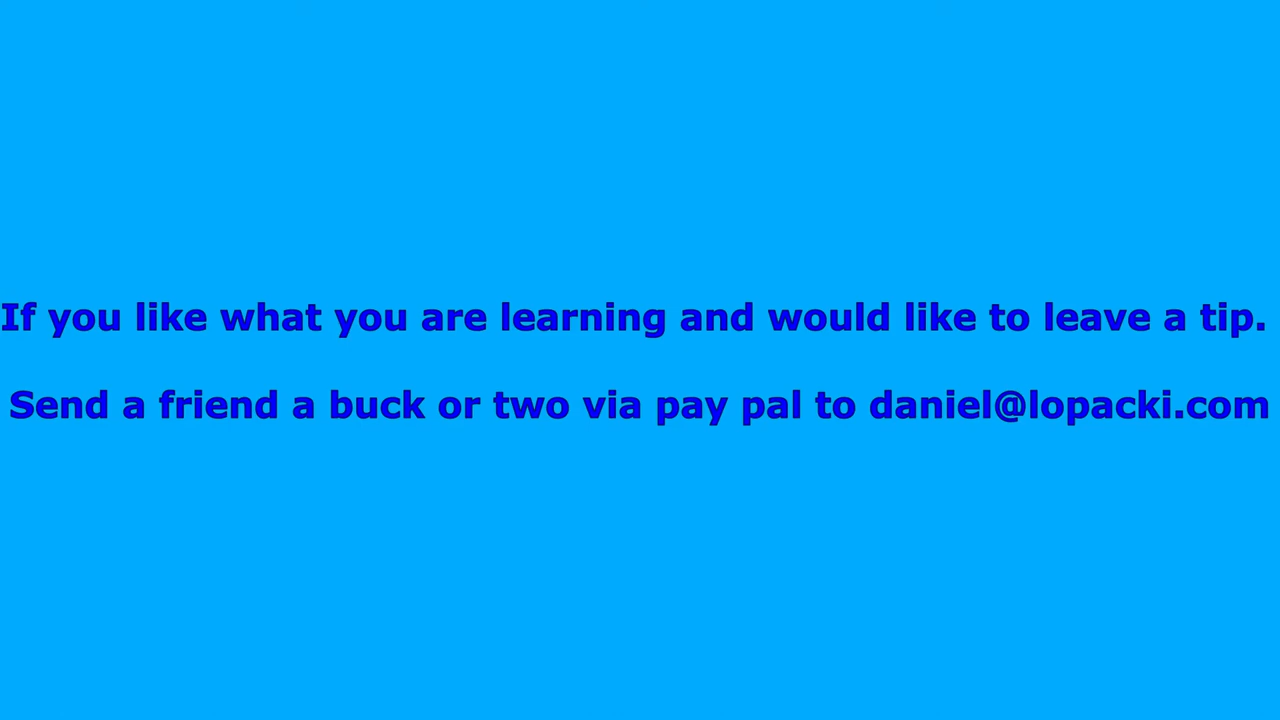 If you like what you are learning and would like to leave a tip.
Send a friend a buck or two via pay pal to daniel@lopacki.com